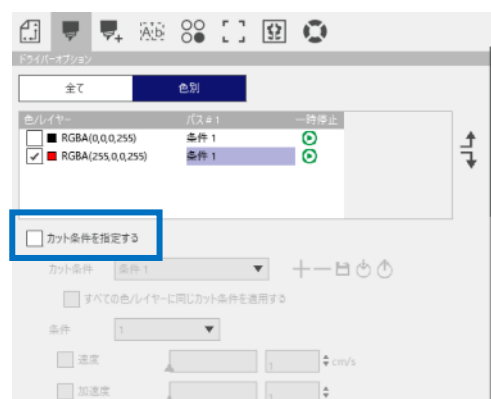 A b
ドライバーオプション
全て 色別
色/レイヤー パス#1 一時停止
RGBA(0,0,0,255) 条件 1
RGBA(255,0,0,255) 条件 1
カット条件を指定する
カット条件 条件 1
すべての色/レイヤーに同じカット条件を適用する
条件 1
速度 1 cm/s
加速度 1